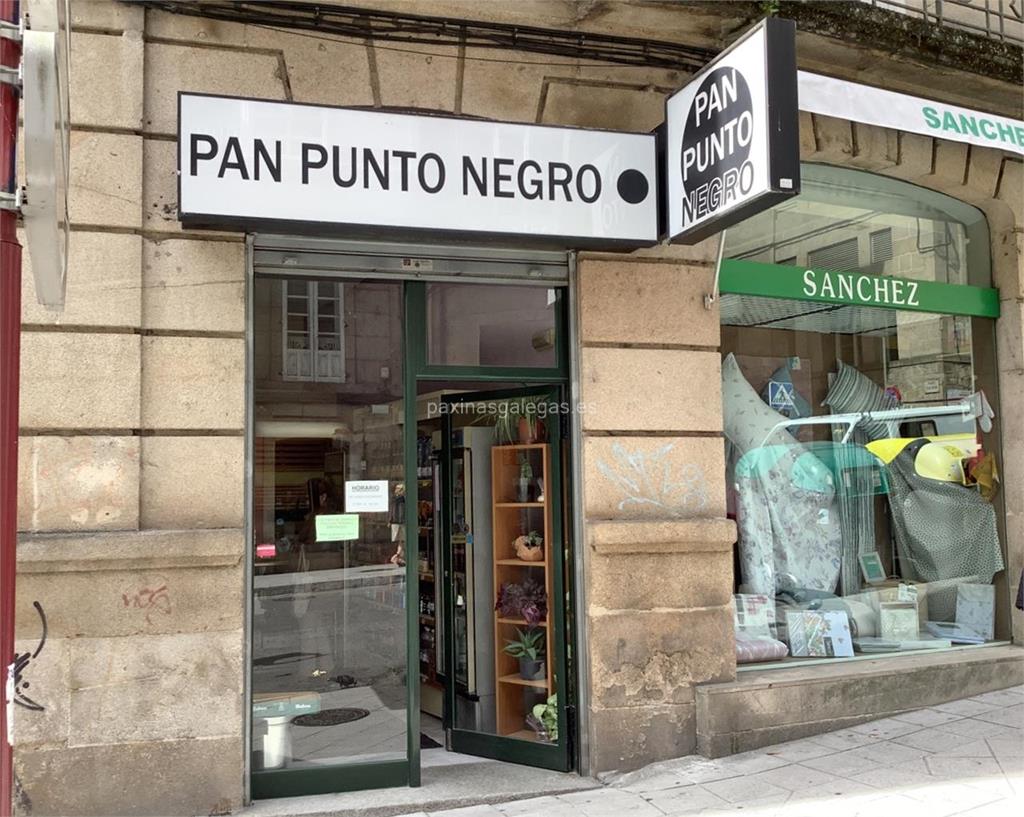 PAN PUNTO NEGRO
PAN
PUNTO
NEGRO
SANCHE
SANCHEZ
paxinasgalegas.es
HORARIO